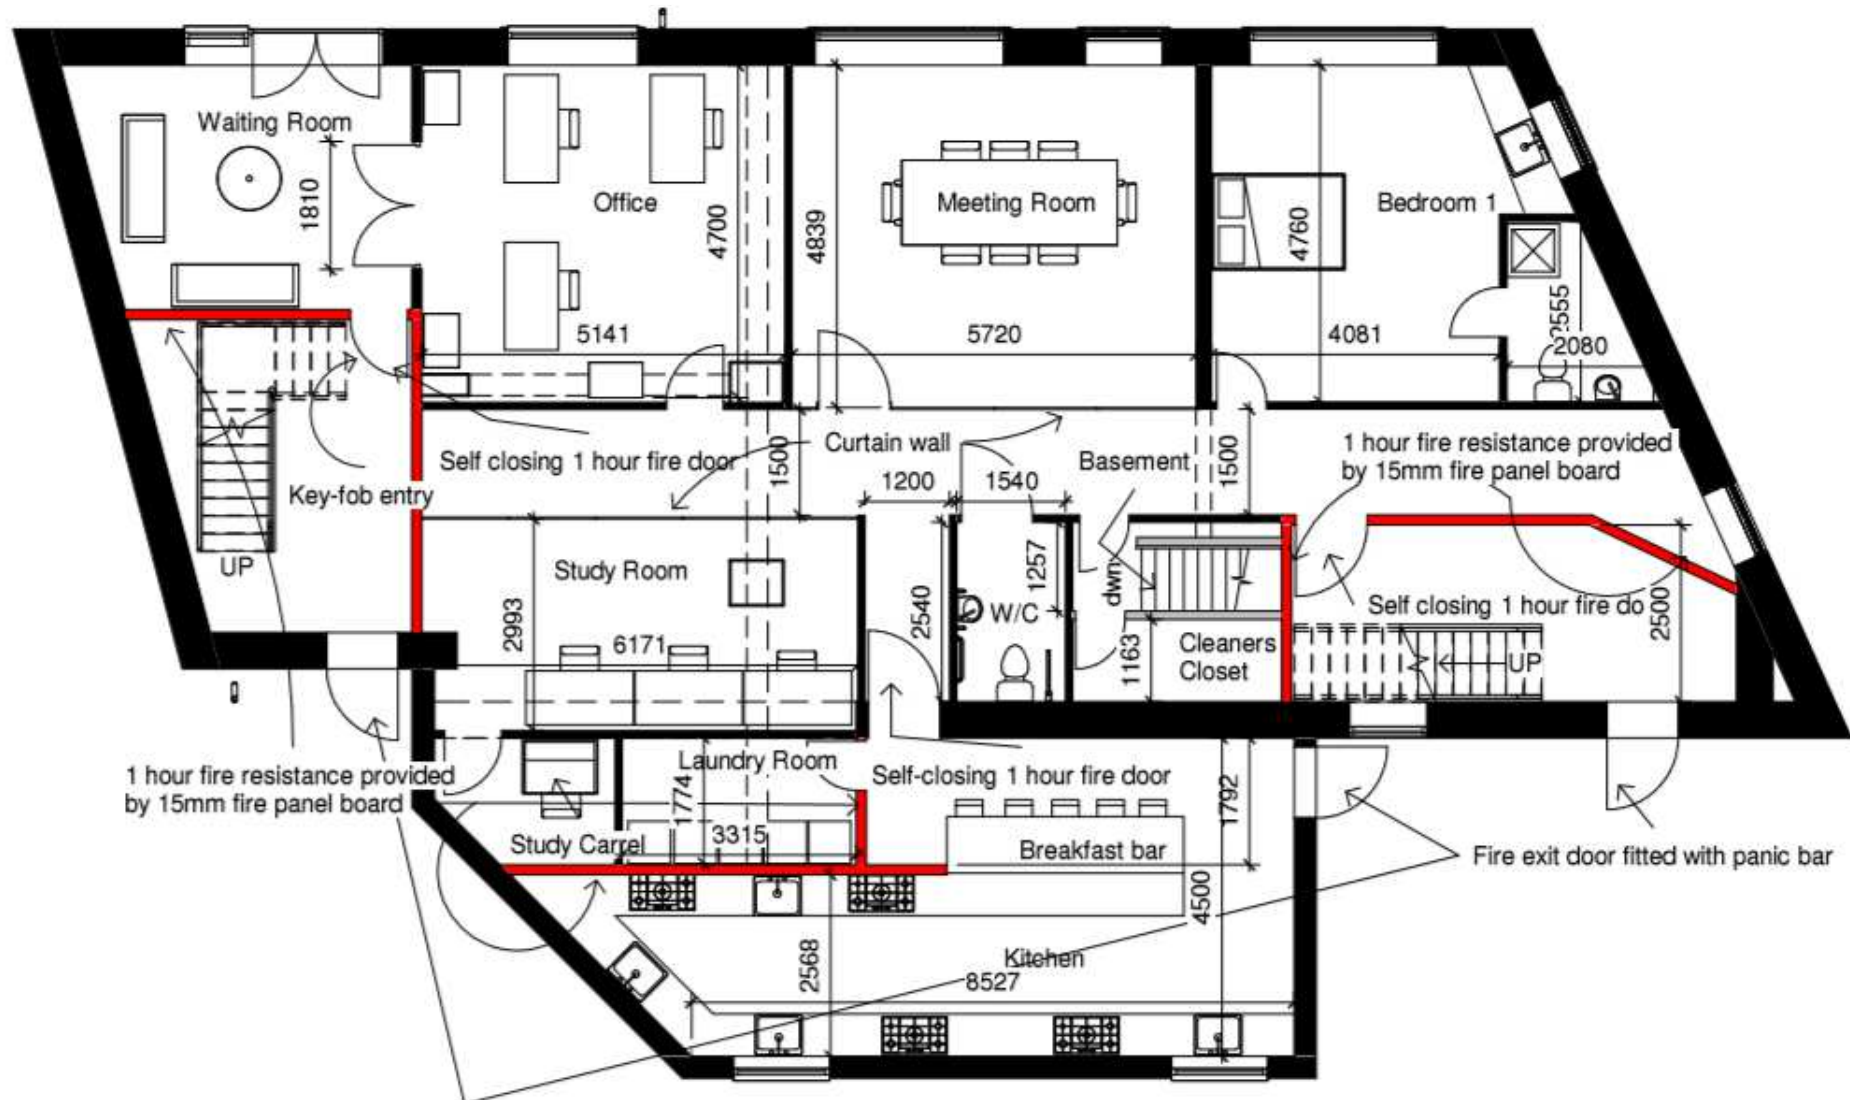 Waiting Room
1810
Office
4700
4839
Meeting Room
4760
Bedroom 1
5141
5720
4081
2555
2080
Self closing 1 hour fire door
1500
Curtain wall
Basement
1500
1 hour fire resistance provided
by 15mm fire panel board
Key-fob entry
1200
1540
UP
Study Room
2993
6171
2540
1257
W/C
dwn
1163
Cleaners
Closet
Self closing 1 hour fire do
2500
UP
1 hour fire resistance provided
by 15mm fire panel board
Laundry Room
1774
3315
Self-closing 1 hour fire door
1792
Study Carrel
Breakfast bar
Fire exit door fitted with panic bar
4500
2568
Kitchen
8527